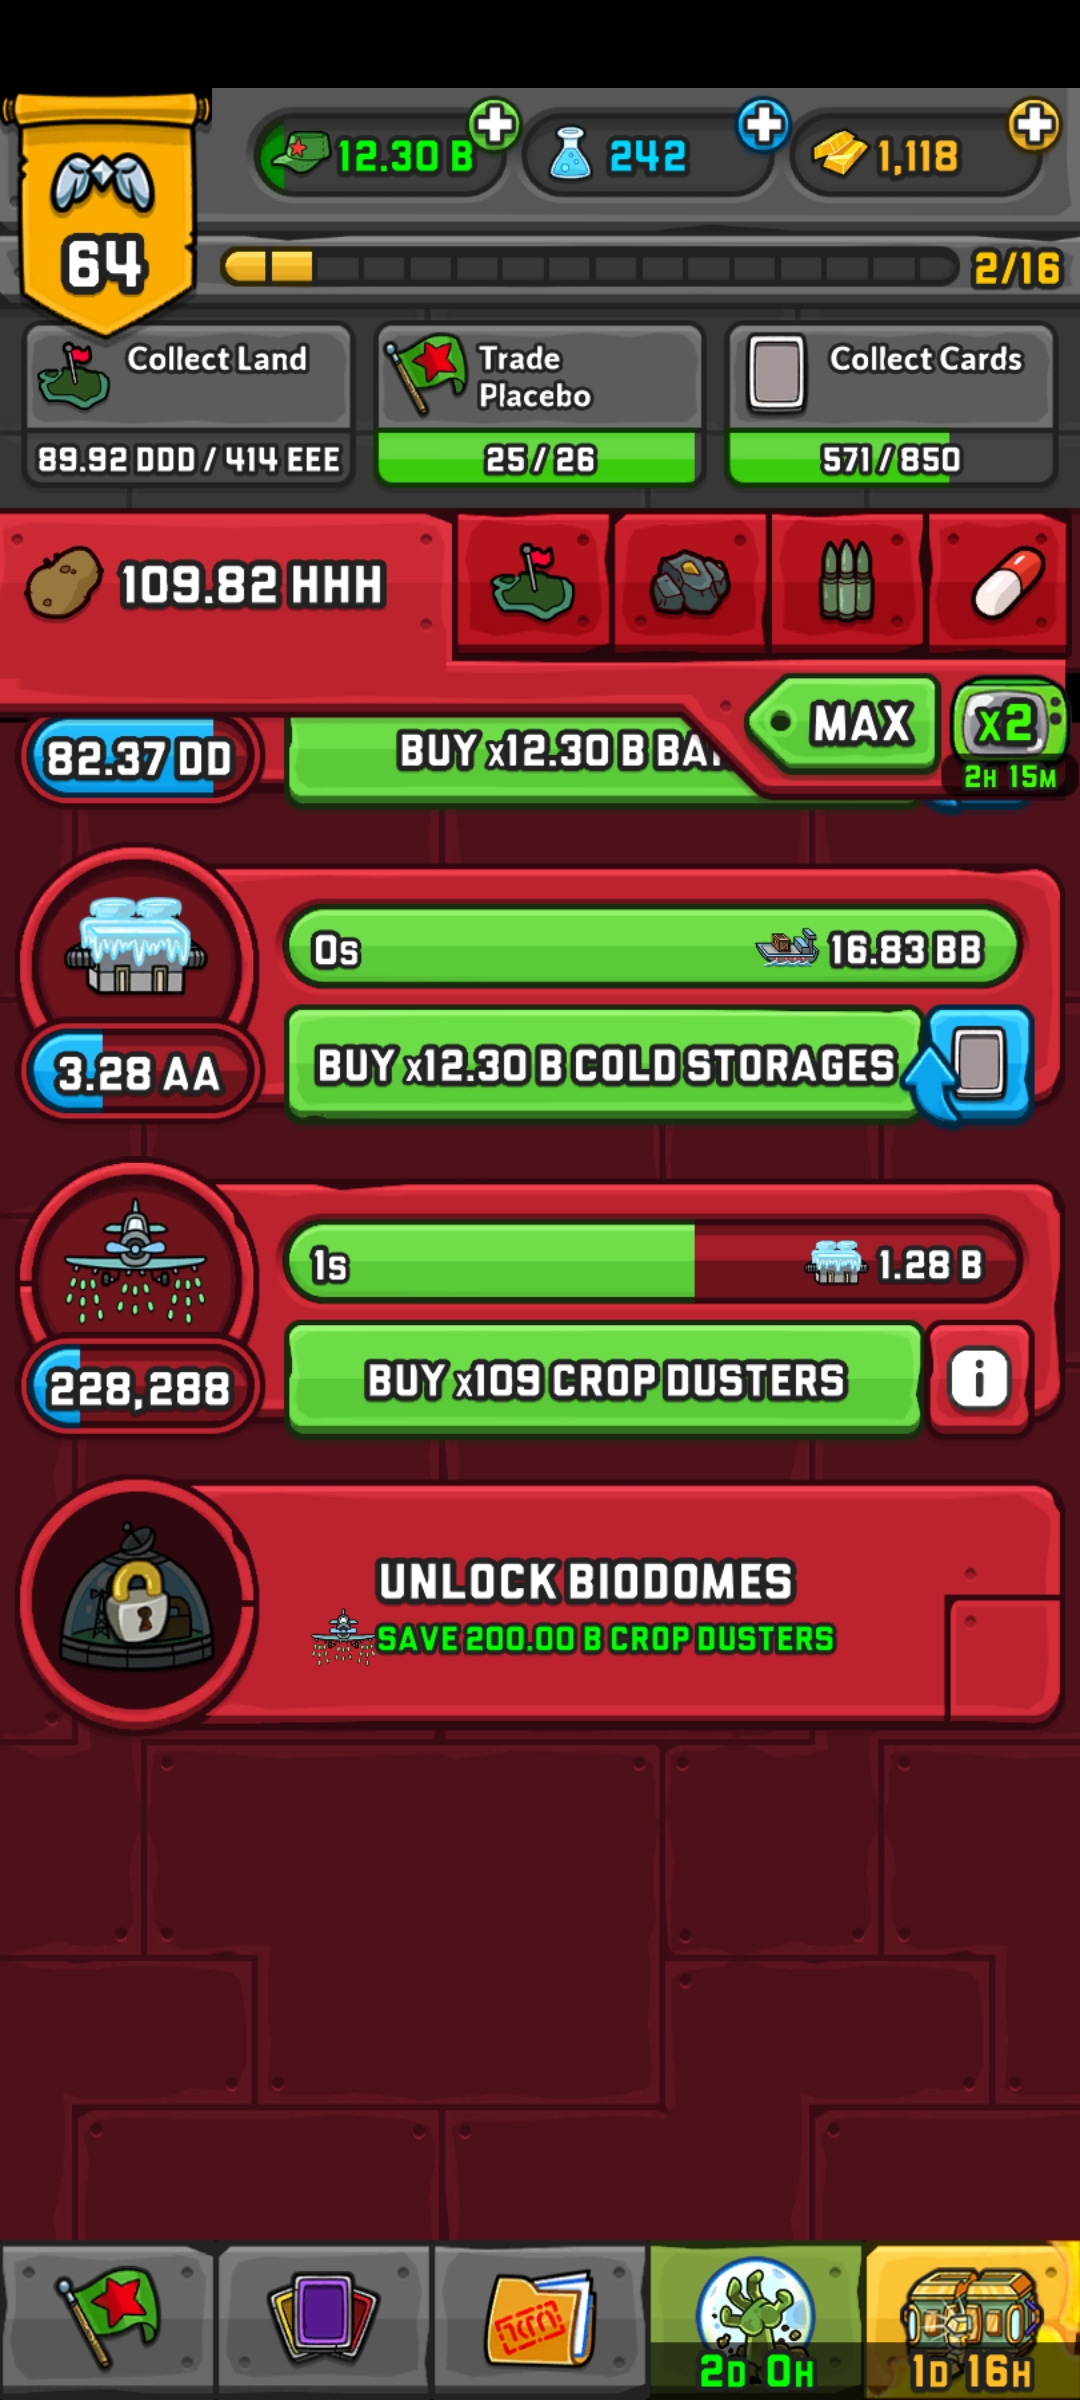 12.30 B
242
1,118
64
2/16
Collect Land
89.92 DDD / 414 EEE
Trade
Placebo
25 / 26
Collect Cards
571 / 850
109.82 HHH
MAX
x2
2H 15M
82.37 DD
BUY x12.30 B
0s
16.83 BB
3.28 AA
BUY x12.30 B COLD STORAGES
1s
1.28 B
228,288
BUY x109 CROP DUSTERS
i
UNLOCK BIODOMES
SAVE 200.00 B CROP DUSTERS
2D 0H
1D 16H